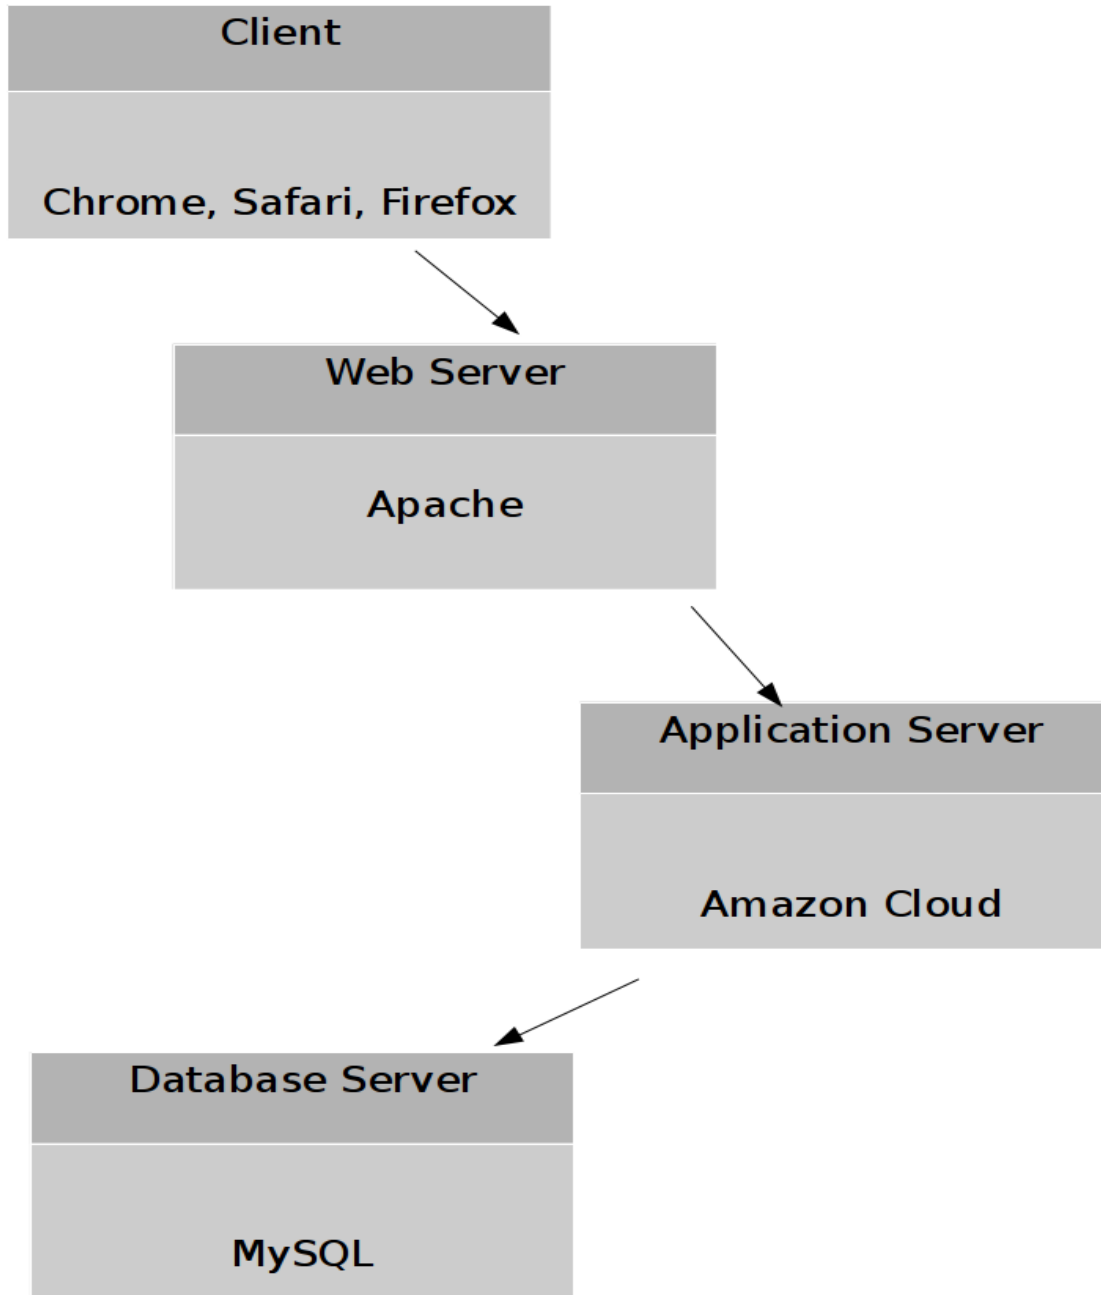 Client
Chrome, Safari, Firefox
Web Server
Apache
Application Server
Amazon Cloud
Database Server
MySQL